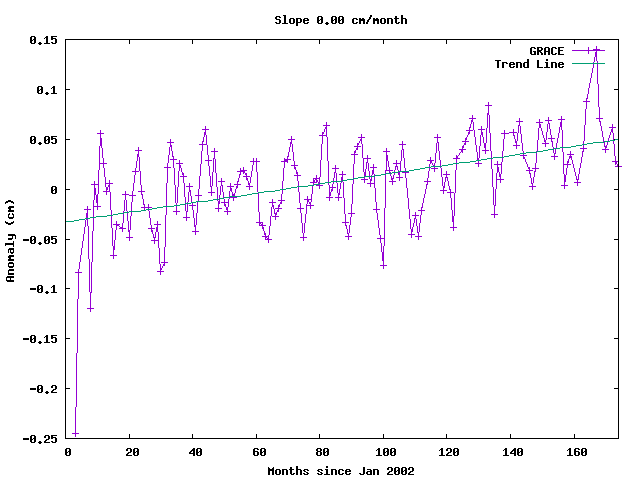 Slope 0.00 cm/month
GRACE
Trend Line
0.15
0.1
0.05
0
-0.05
-0.1
-0.15
-0.2
-0.25
Anomaly (cm)
0 20 40 60 80 100 120 140 160
Months since Jan 2002